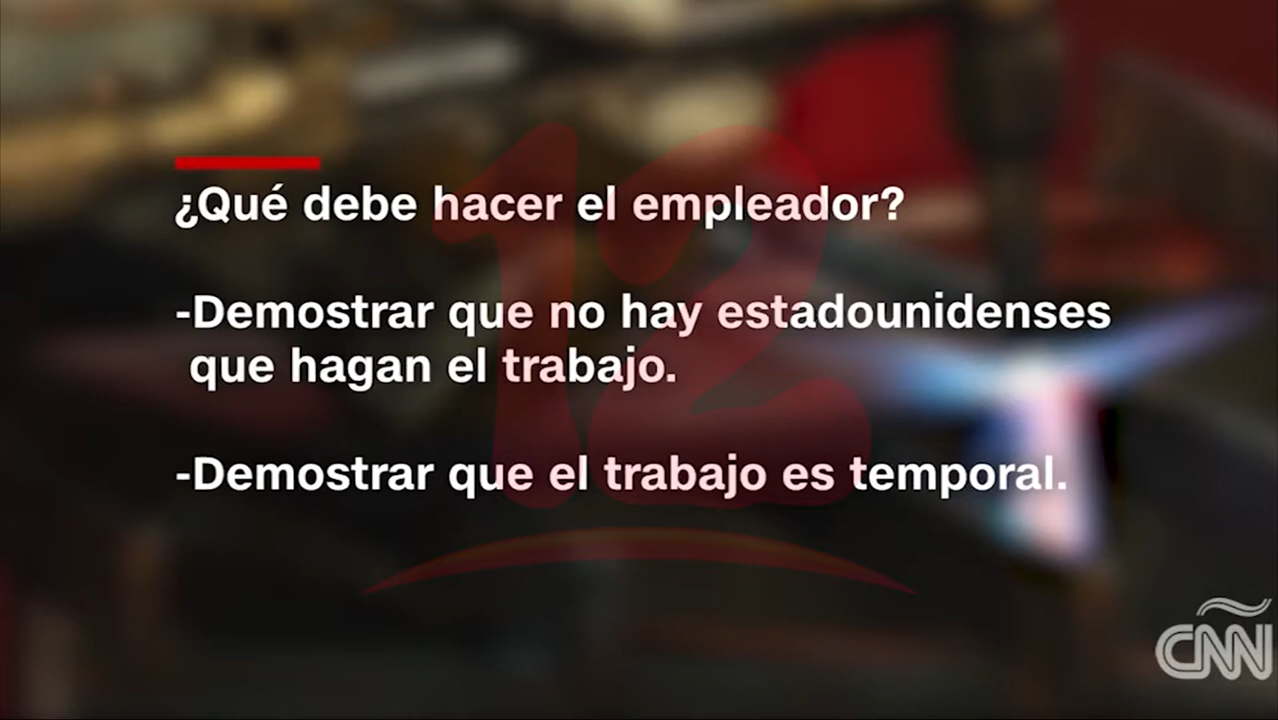 ¿Qué debe hacer el empleador?
-Demostrar que no hay estadounidenses
que hagan el trabajo.
-Demostrar que el trabajo es temporal.
12
CNN